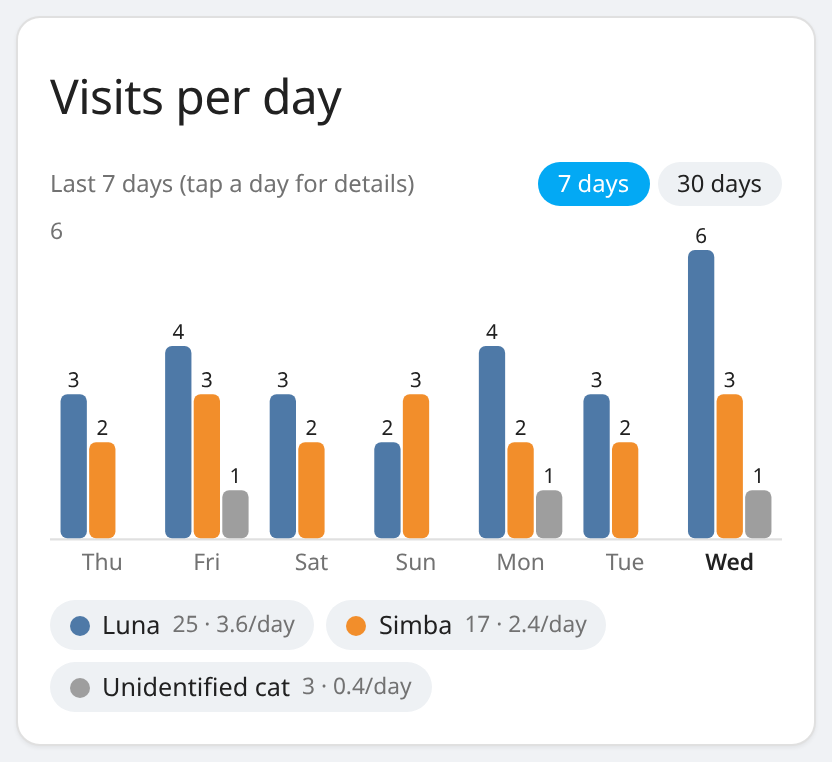 Visits per day
Last 7 days (tap a day for details)
7 days
30 days
6
3
2
4
3
1
3
2
2
3
4
2
1
3
2
6
3
1
Thu
Fri
Sat
Sun
Mon
Tue
Wed
Luna 25 · 3.6/day
Simba 17 · 2.4/day
Unidentified cat 3 · 0.4/day